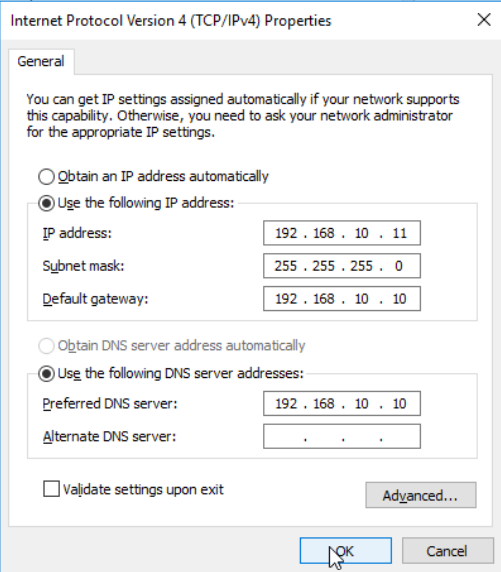 Internet Protocol Version 4 (TCP/IPv4) Properties
General
You can get IP settings assigned automatically if your network supports
this capability. Otherwise, you need to ask your network administrator
for the appropriate IP settings.
Obtain an IP address automatically
Use the following IP address:
IP address: 192 . 168 . 10 . 11
Subnet mask: 255 . 255 . 255 . 0
Default gateway: 192 . 168 . 10 . 10
Obtain DNS server address automatically
Use the following DNS server addresses:
Preferred DNS server: 192 . 168 . 10 . 10
Alternate DNS server: . . .
Validate settings upon exit
Advanced...
OK Cancel